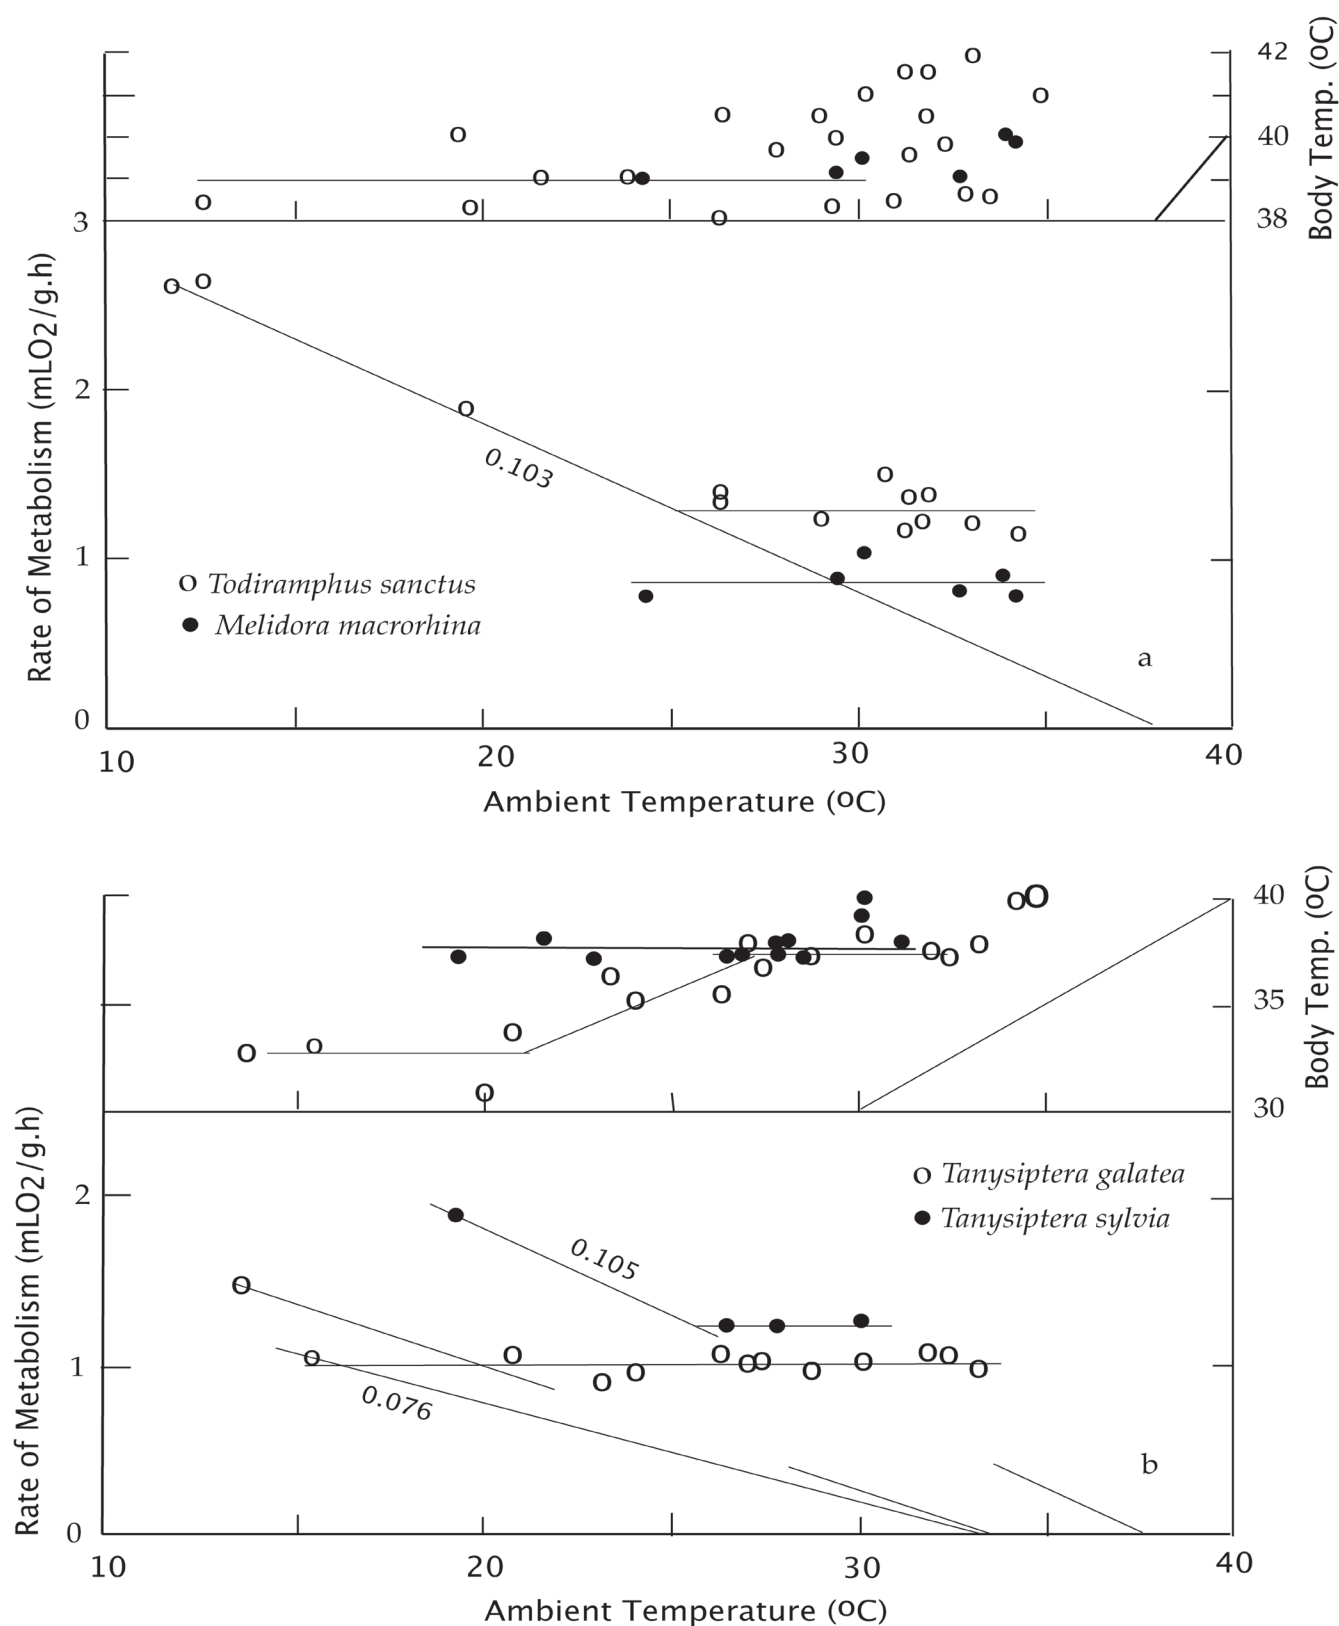 42
40
38
Body Temp. (oC)
3
2
1
0
Rate of Metabolism (mLO2/g.h)
0.103
o Todiramphus sanctus
● Melidora macrorhina
a
10 20 30 40
Ambient Temperature (oC)
40
35
30
Body Temp. (oC)
2
1
0
Rate of Metabolism (mLO2/g.h)
o Tanysiptera galatea
● Tanysiptera sylvia
0.105
0.076
b
10 20 30 40
Ambient Temperature (oC)